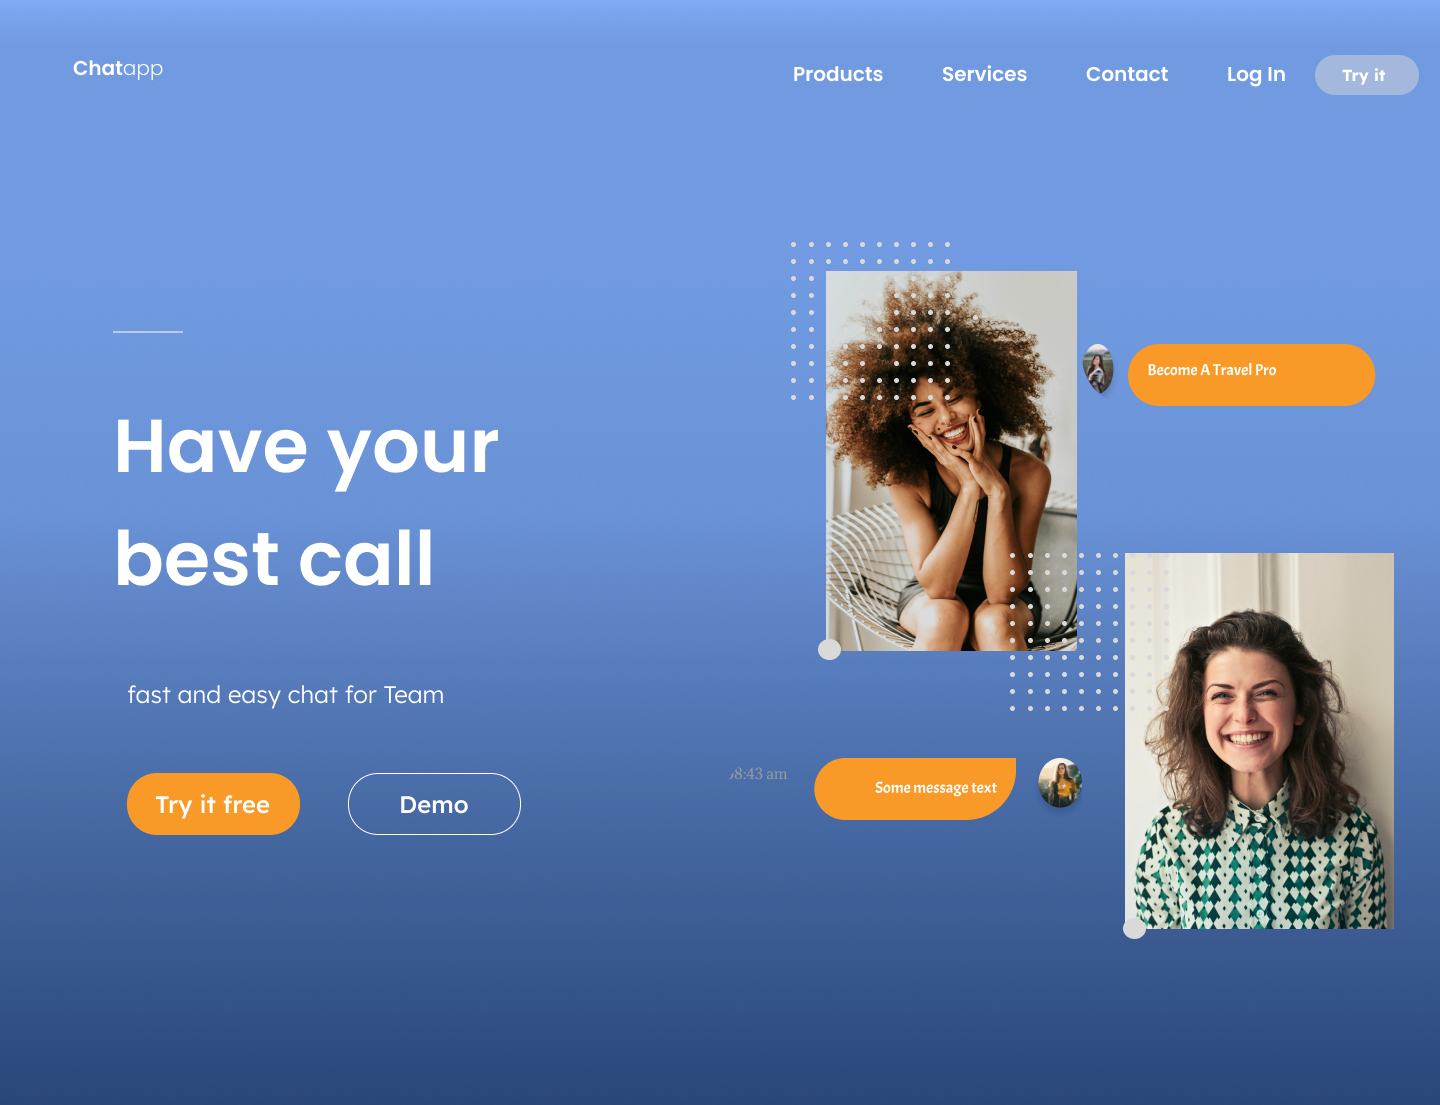 Chatapp
Products Services Contact Log In Try it
Become A Travel Pro
Have your
best call
fast and easy chat for Team
Try it free Demo
8:43 am
Some message text